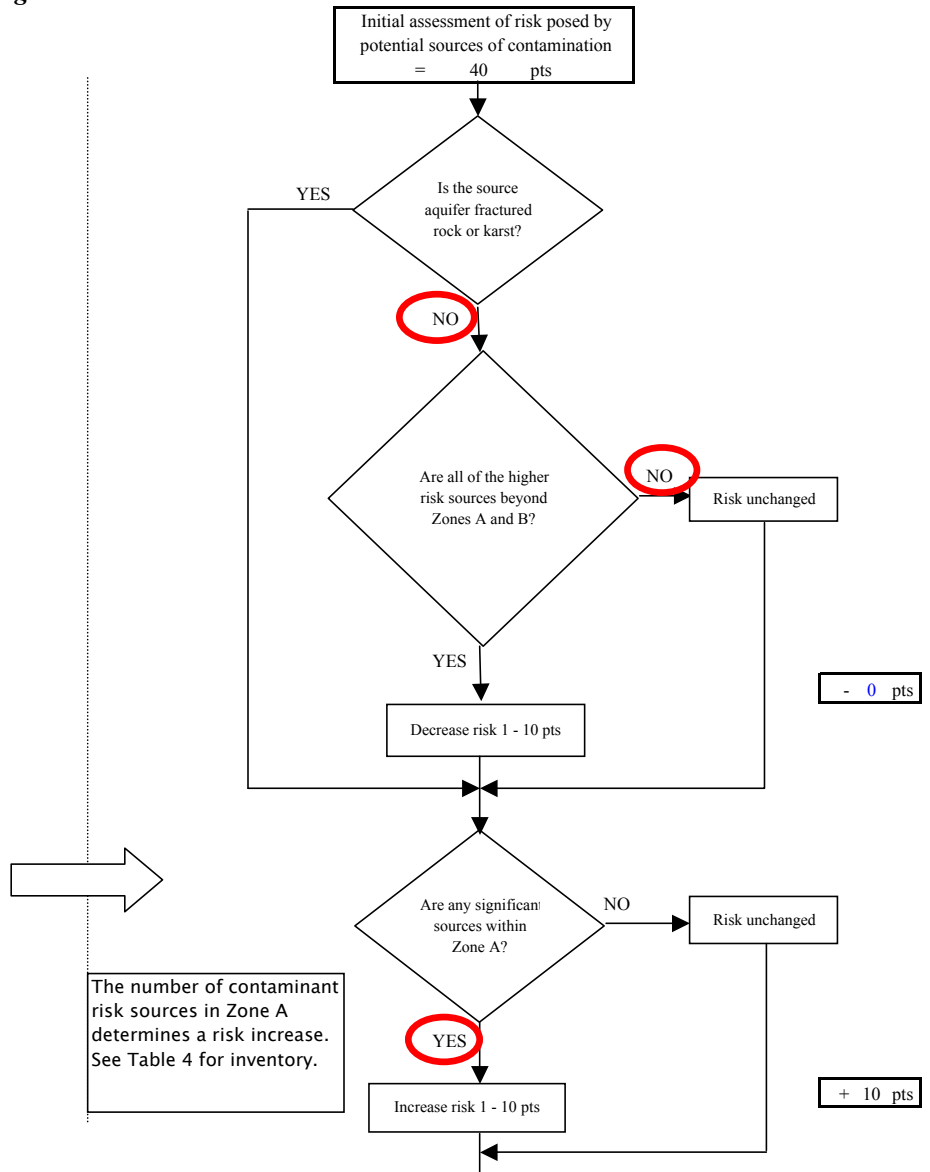 g
Initial assessment of risk posed by
potential sources of contamination
= 40 pts
YES
Is the source
aquifer fractured
rock or karst?
NO
Are all of the higher
risk sources beyond
Zones A and B?
NO
Risk unchanged
YES
- 0 pts
Decrease risk 1 - 10 pts
Are any significant
sources within
Zone A?
NO
Risk unchanged
The number of contaminant
risk sources in Zone A
determines a risk increase.
See Table 4 for inventory.
YES
+ 10 pts
Increase risk 1 - 10 pts